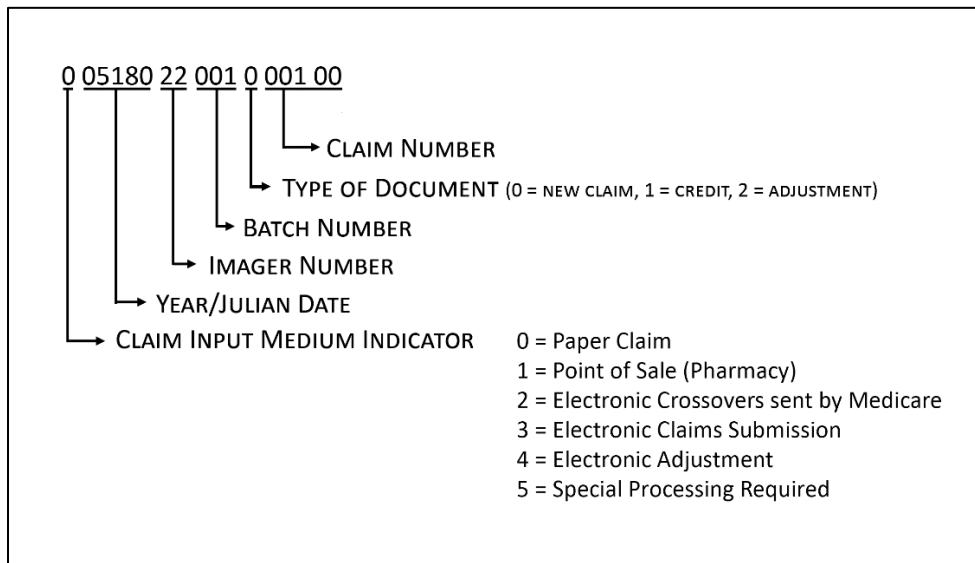 0 05180 22 001 0 001 00
CLAIM NUMBER
TYPE OF DOCUMENT (0 = NEW CLAIM, 1 = CREDIT, 2 = ADJUSTMENT)
BATCH NUMBER
IMAGER NUMBER
YEAR/JULIAN DATE
CLAIM INPUT MEDIUM INDICATOR
0 = Paper Claim
1 = Point of Sale (Pharmacy)
2 = Electronic Crossovers sent by Medicare
3 = Electronic Claims Submission
4 = Electronic Adjustment
5 = Special Processing Required